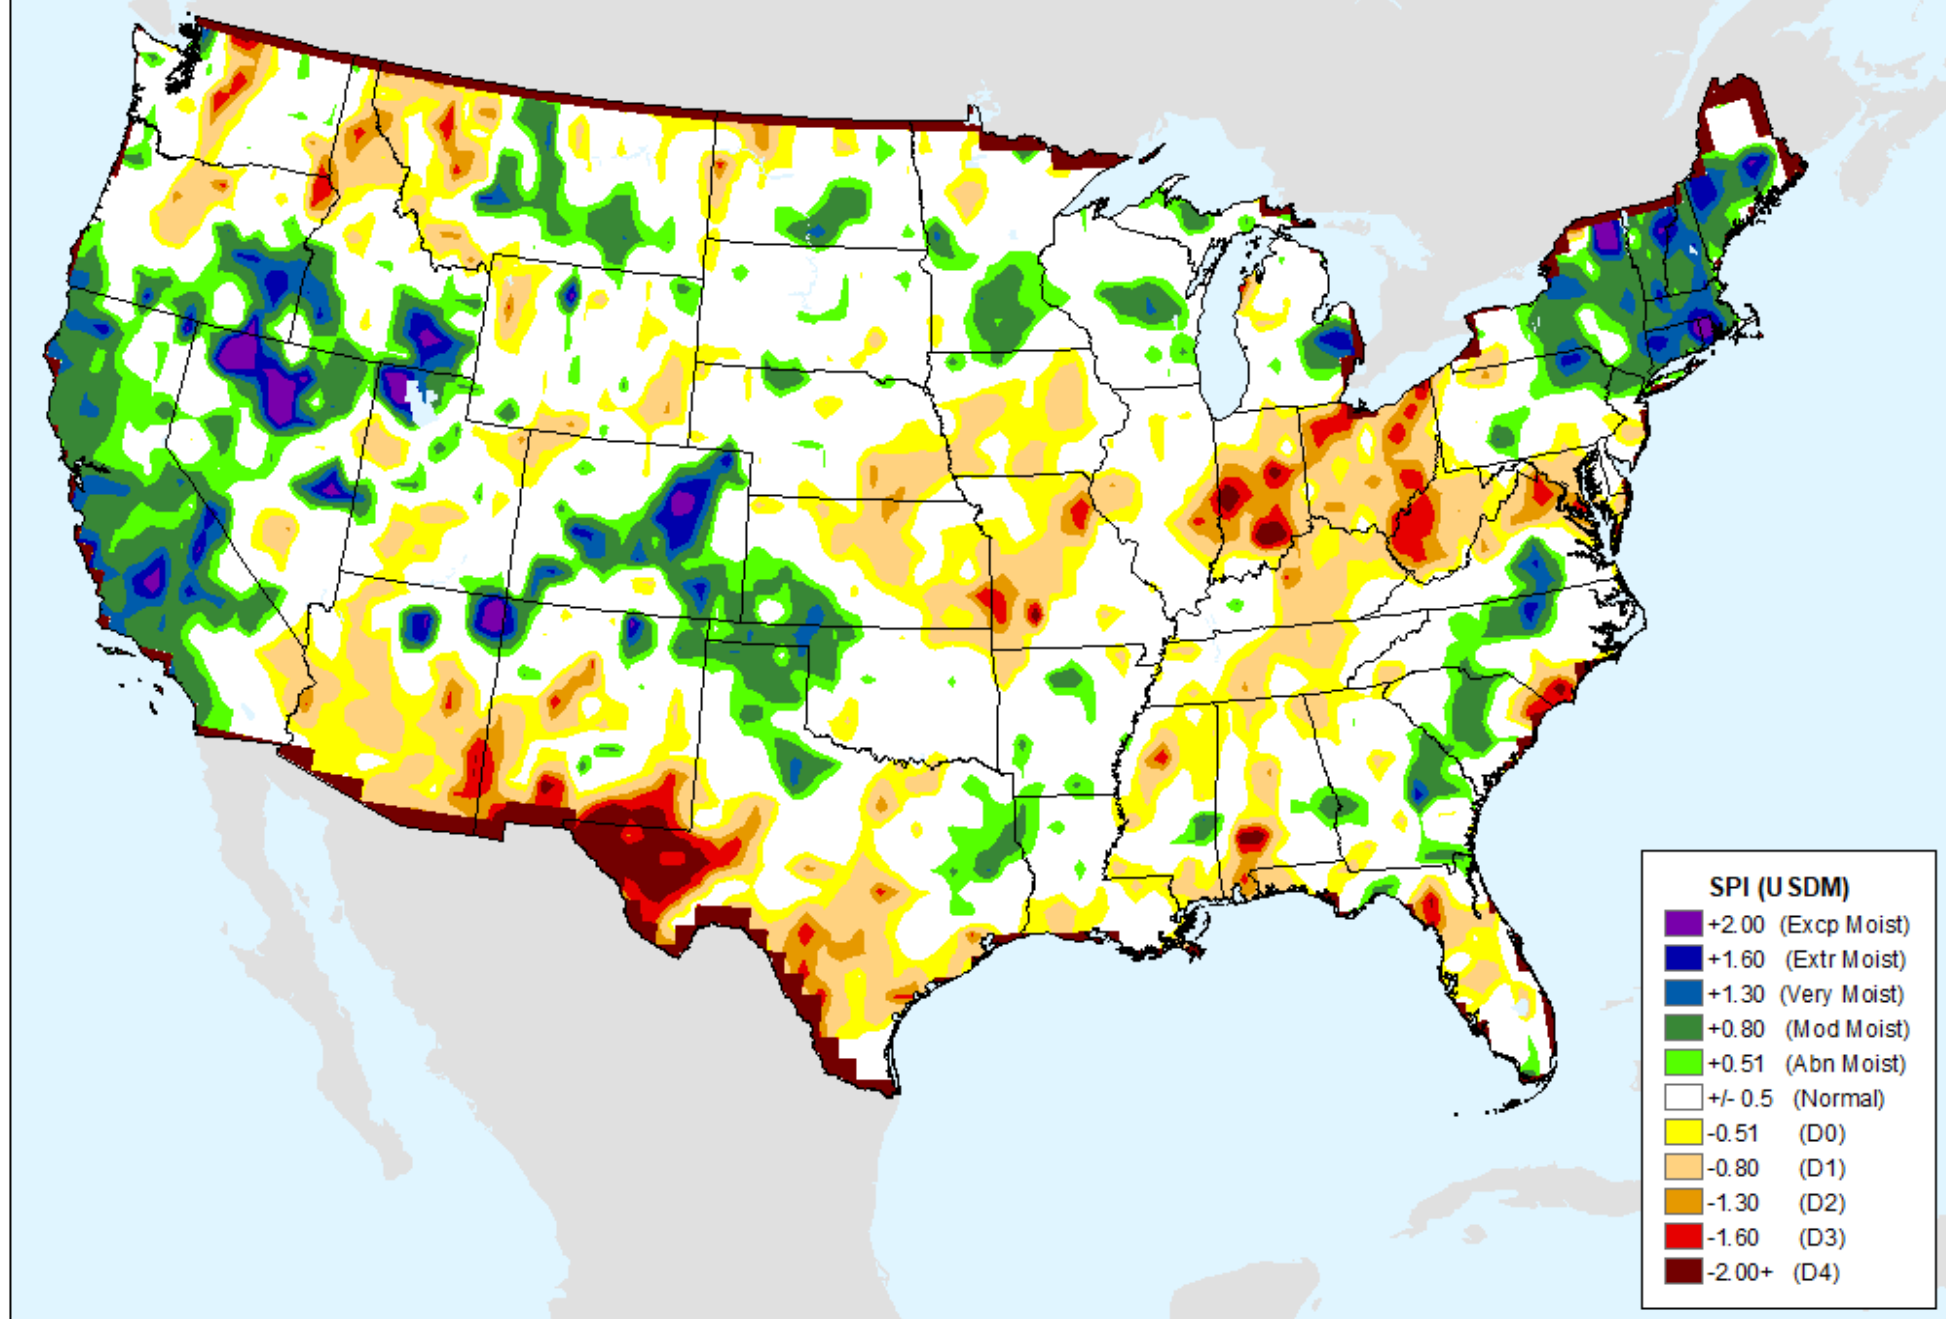 SPI (USDM)
+2.00 (Excp Moist)
+1.60 (Extr Moist)
+1.30 (Very Moist)
+0.80 (Mod Moist)
+0.51 (Abn Moist)
+/- 0.5 (Normal)
-0.51 (D0)
-0.80 (D1)
-1.30 (D2)
-1.60 (D3)
-2.00+ (D4)